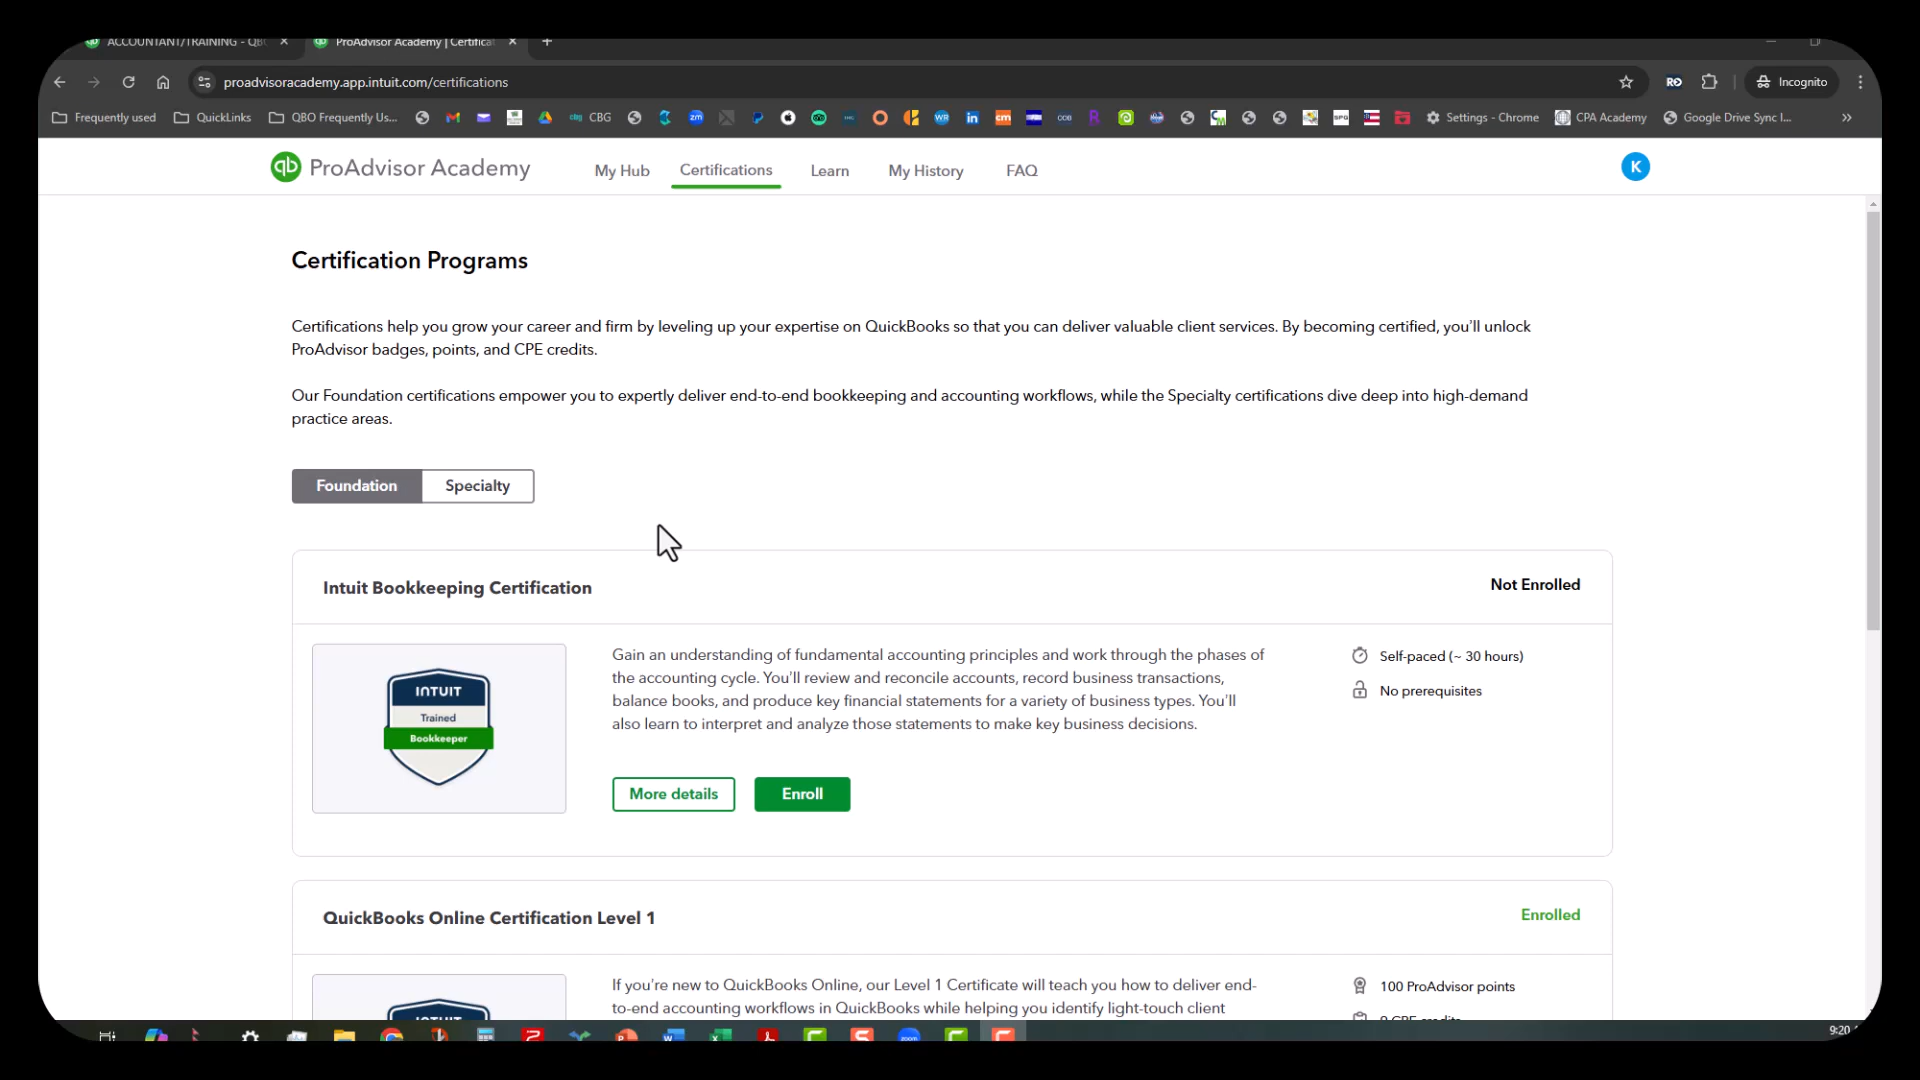 ACCOUNTANT/TRAINING - QBO
ProAdvisor Academy | Certificat
proadvisoracademy.app.intuit.com/certifications
Incognito
Frequently used
QuickLinks
QBO Frequently Us...
CBG
Settings - Chrome
CPA Academy
Google Drive Sync I...
qb ProAdvisor Academy
My Hub
Certifications
Learn
My History
FAQ
K
Certification Programs
Certifications help you grow your career and firm by leveling up your expertise on QuickBooks so that you can deliver valuable client services. By becoming certified, you'll unlock
ProAdvisor badges, points, and CPE credits.
Our Foundation certifications empower you to expertly deliver end-to-end bookkeeping and accounting workflows, while the Specialty certifications dive deep into high-demand
practice areas.
Foundation
Specialty
Intuit Bookkeeping Certification
Not Enrolled
INTUIT
Trained
Bookkeeper
Gain an understanding of fundamental accounting principles and work through the phases of
the accounting cycle. You'll review and reconcile accounts, record business transactions,
balance books, and produce key financial statements for a variety of business types. You'll
also learn to interpret and analyze those statements to make key business decisions.
Self-paced (~ 30 hours)
No prerequisites
More details
Enroll
QuickBooks Online Certification Level 1
Enrolled
If you're new to QuickBooks Online, our Level 1 Certificate will teach you how to deliver end-
to-end accounting workflows in QuickBooks while helping you identify light-touch client
100 ProAdvisor points
9:20